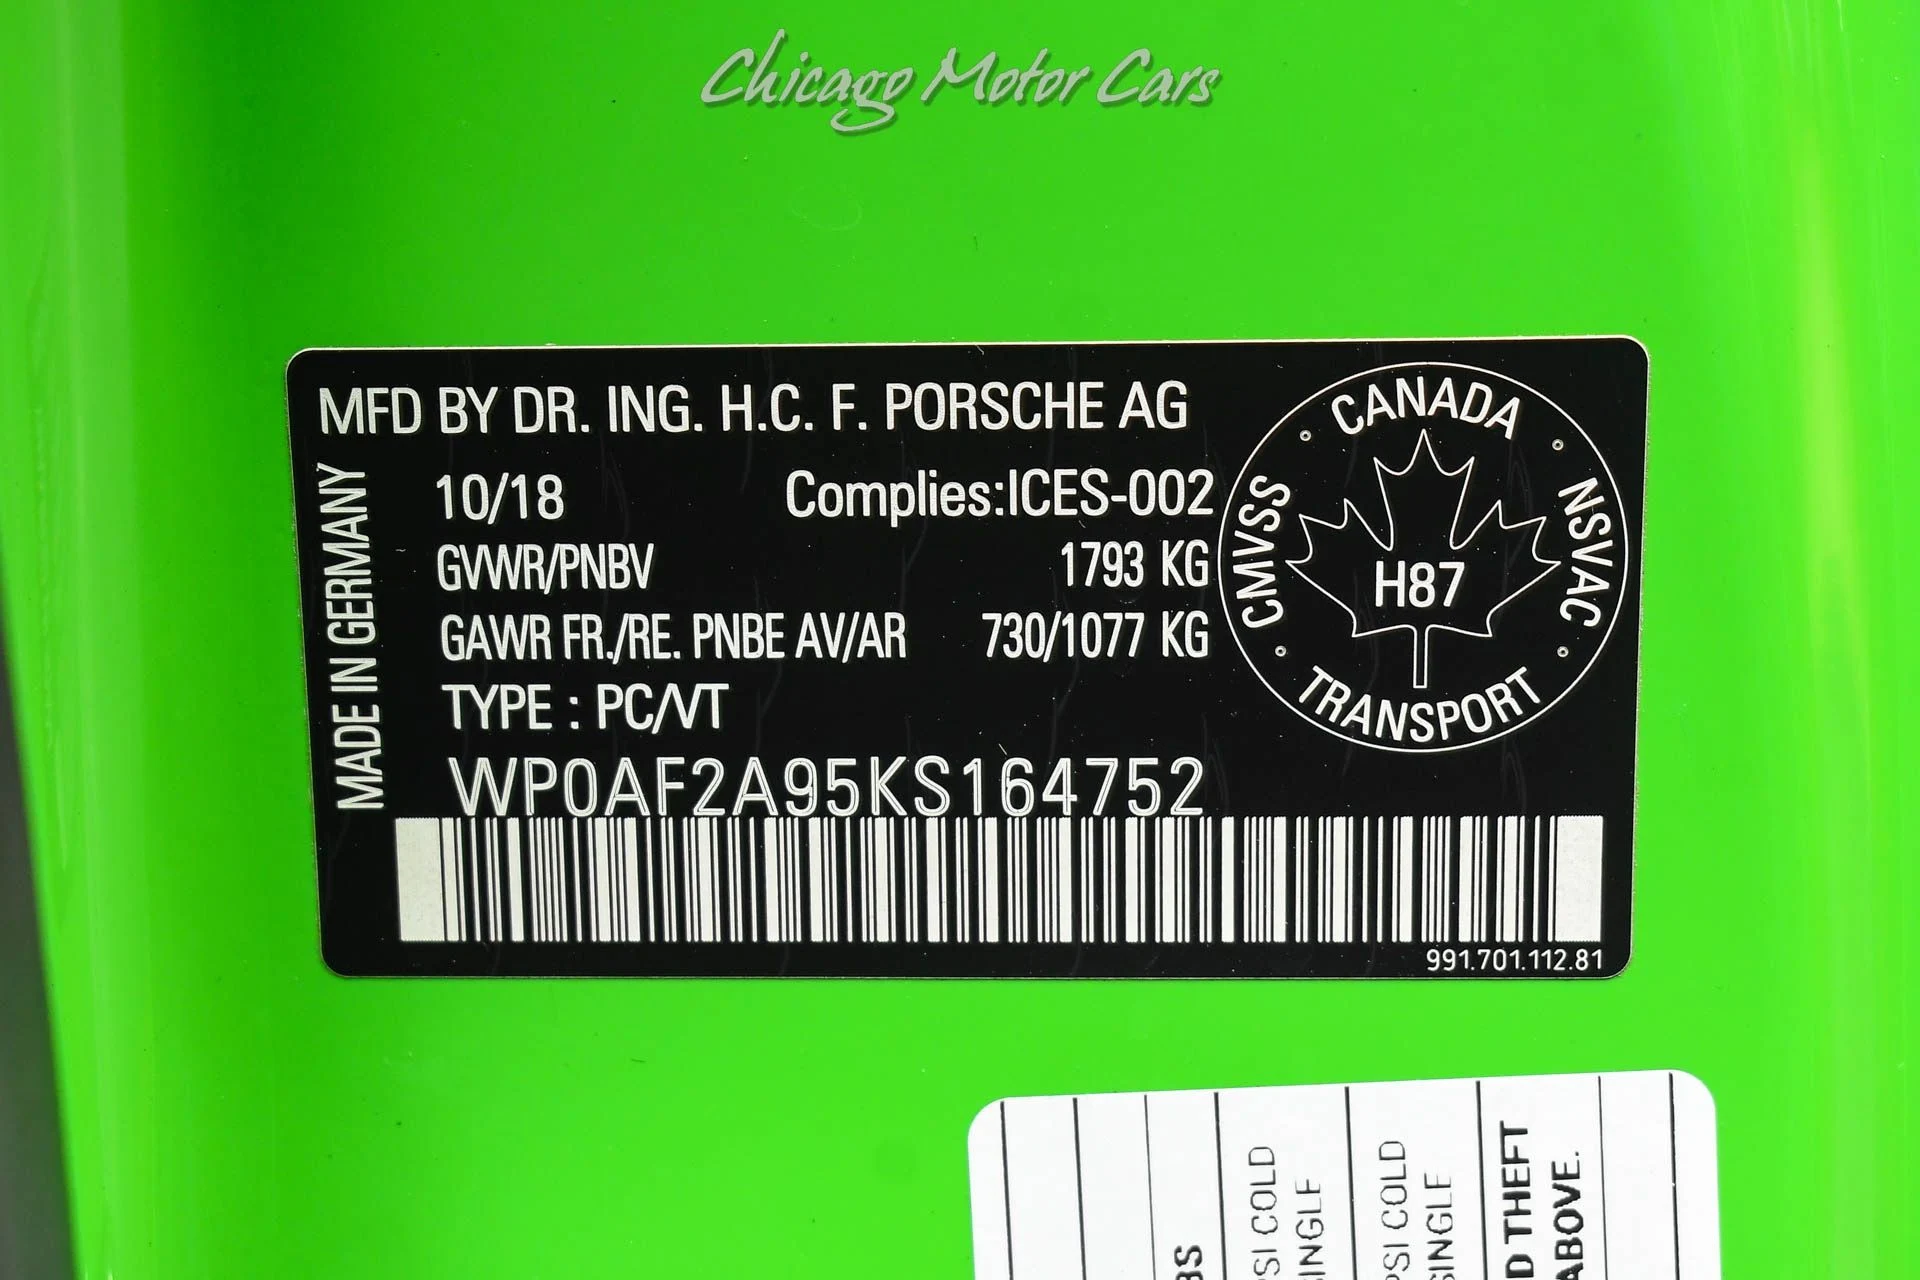 Chicago Motor Cars
MFD BY DR. ING. H.C. F. PORSCHE AG
MADE IN GERMANY
10/18 Complies:ICES-002
GVWR/PNBV 1793 KG
GAWR FR./RE. PNBE AV/AR 730/1077 KG
TYPE : PC/VT
WP0AF2A95KS164752
CANADA
CMVSS
NSVAC
H87
TRANSPORT
991.701.112.81
COLD
SINGLE
PSI COLD
SINGLE
THEFT
ABOVE.